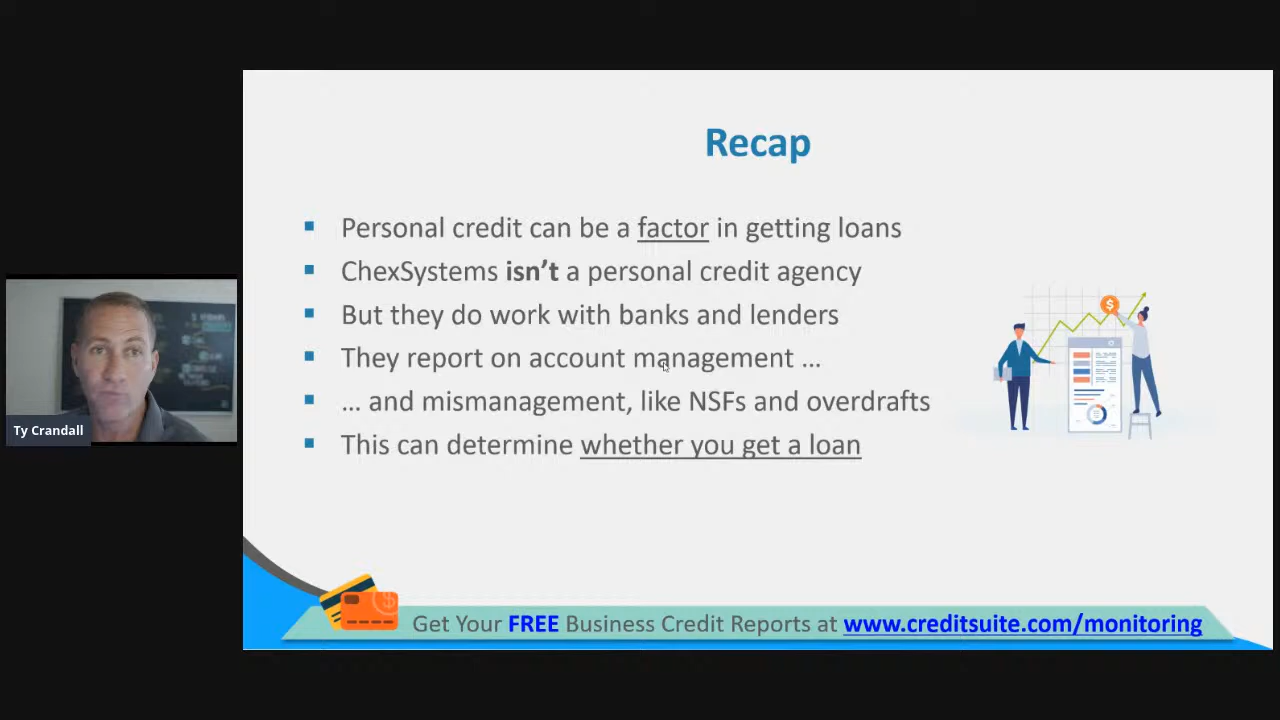 Recap
Personal credit can be a factor in getting loans
ChexSystems isn't a personal credit agency
But they do work with banks and lenders
They report on account management ...
... and mismanagement, like NSFs and overdrafts
This can determine whether you get a loan
Ty Crandall
Get Your FREE Business Credit Reports at www.creditsuite.com/monitoring